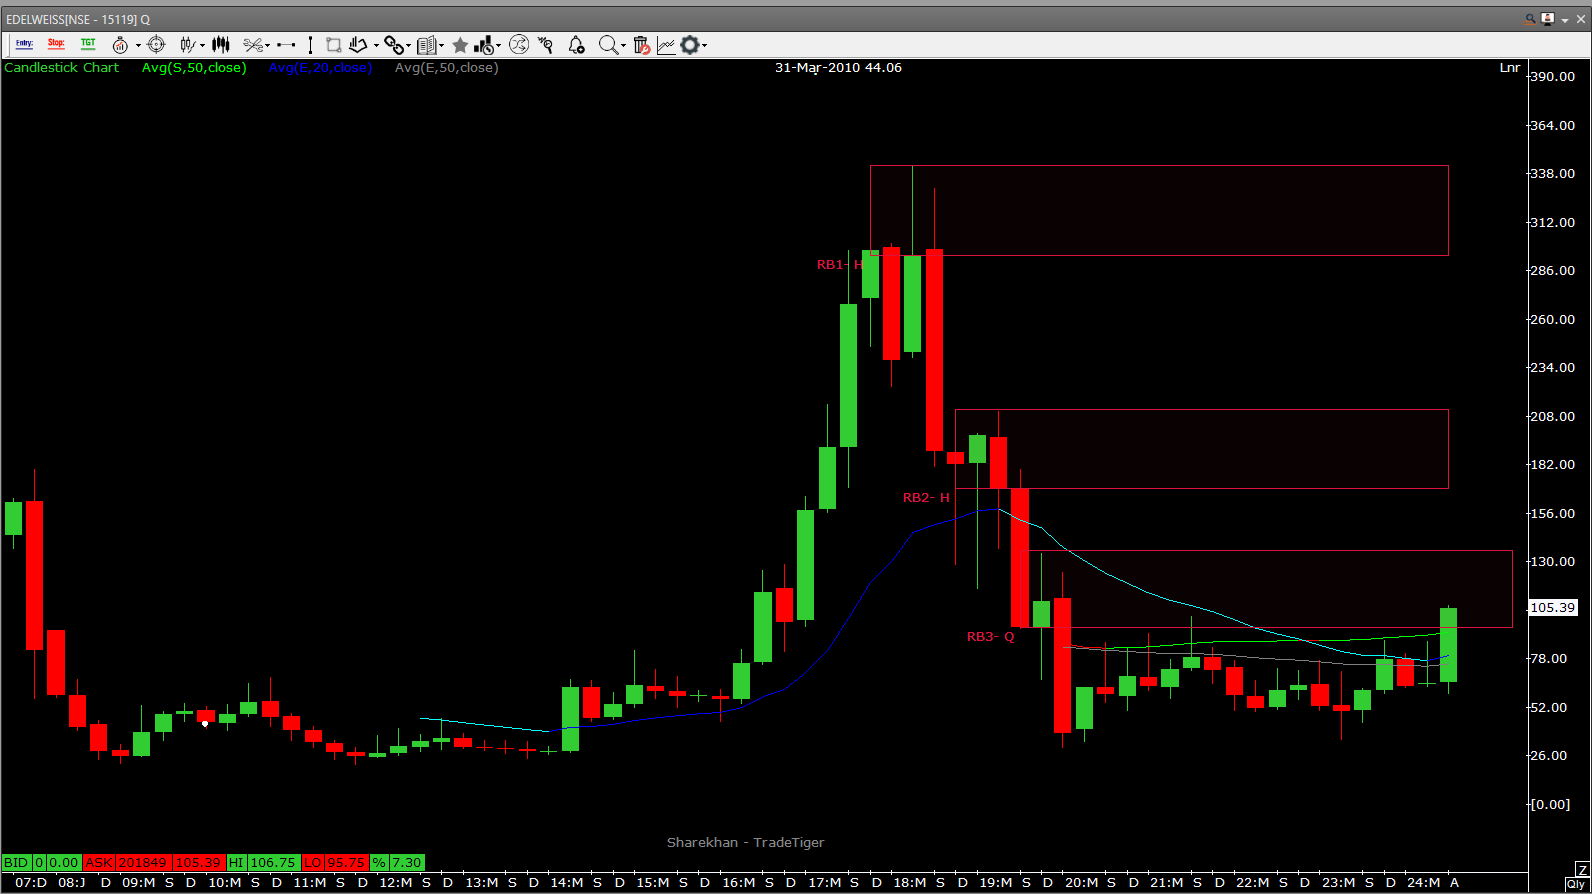 EDELWEISS[NSE - 15119] Q
Entry: Stop: TGT
Candlestick Chart Avg(S,50,close) Avg(E,20,close) Avg(E,50,close) 31-Mar-2010 44.06 Lnr
390.00
364.00
338.00
312.00
RB1- H
286.00
260.00
234.00
208.00
182.00
RB2- H
156.00
130.00
105.39
RB3- Q
78.00
52.00
26.00
[0.00]
Sharekhan - TradeTiger
BID 0 0.00 ASK 201849 105.39 HI 106.75 LO 95.75 % 7.30
Z
07:D 08:J D 09:M S D 10:M S D 11:M S D 12:M S D 13:M S D 14:M S D 15:M S D 16:M S D 17:M S D 18:M S D 19:M S D 20:M S D 21:M S D 22:M S D 23:M S D 24:M A Qly